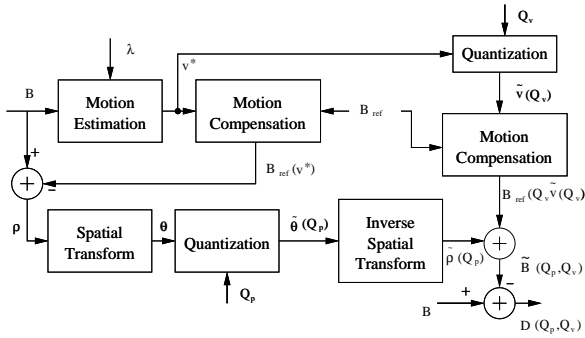 Q_v
λ
v*
Quantization
B
Motion
Estimation
Motion
Compensation
B_ref
ṽ(Q_v)
Motion
Compensation
+
+
−
B_ref(v*)
B_ref(Q_v ṽ(Q_v)
ρ
Spatial
Transform
θ
Quantization
θ̃(Q_p)
Inverse
Spatial
Transform
+
ρ̃(Q_p)
B̃(Q_p,Q_v)
Q_p
B
+
−
+
D(Q_p,Q_v)